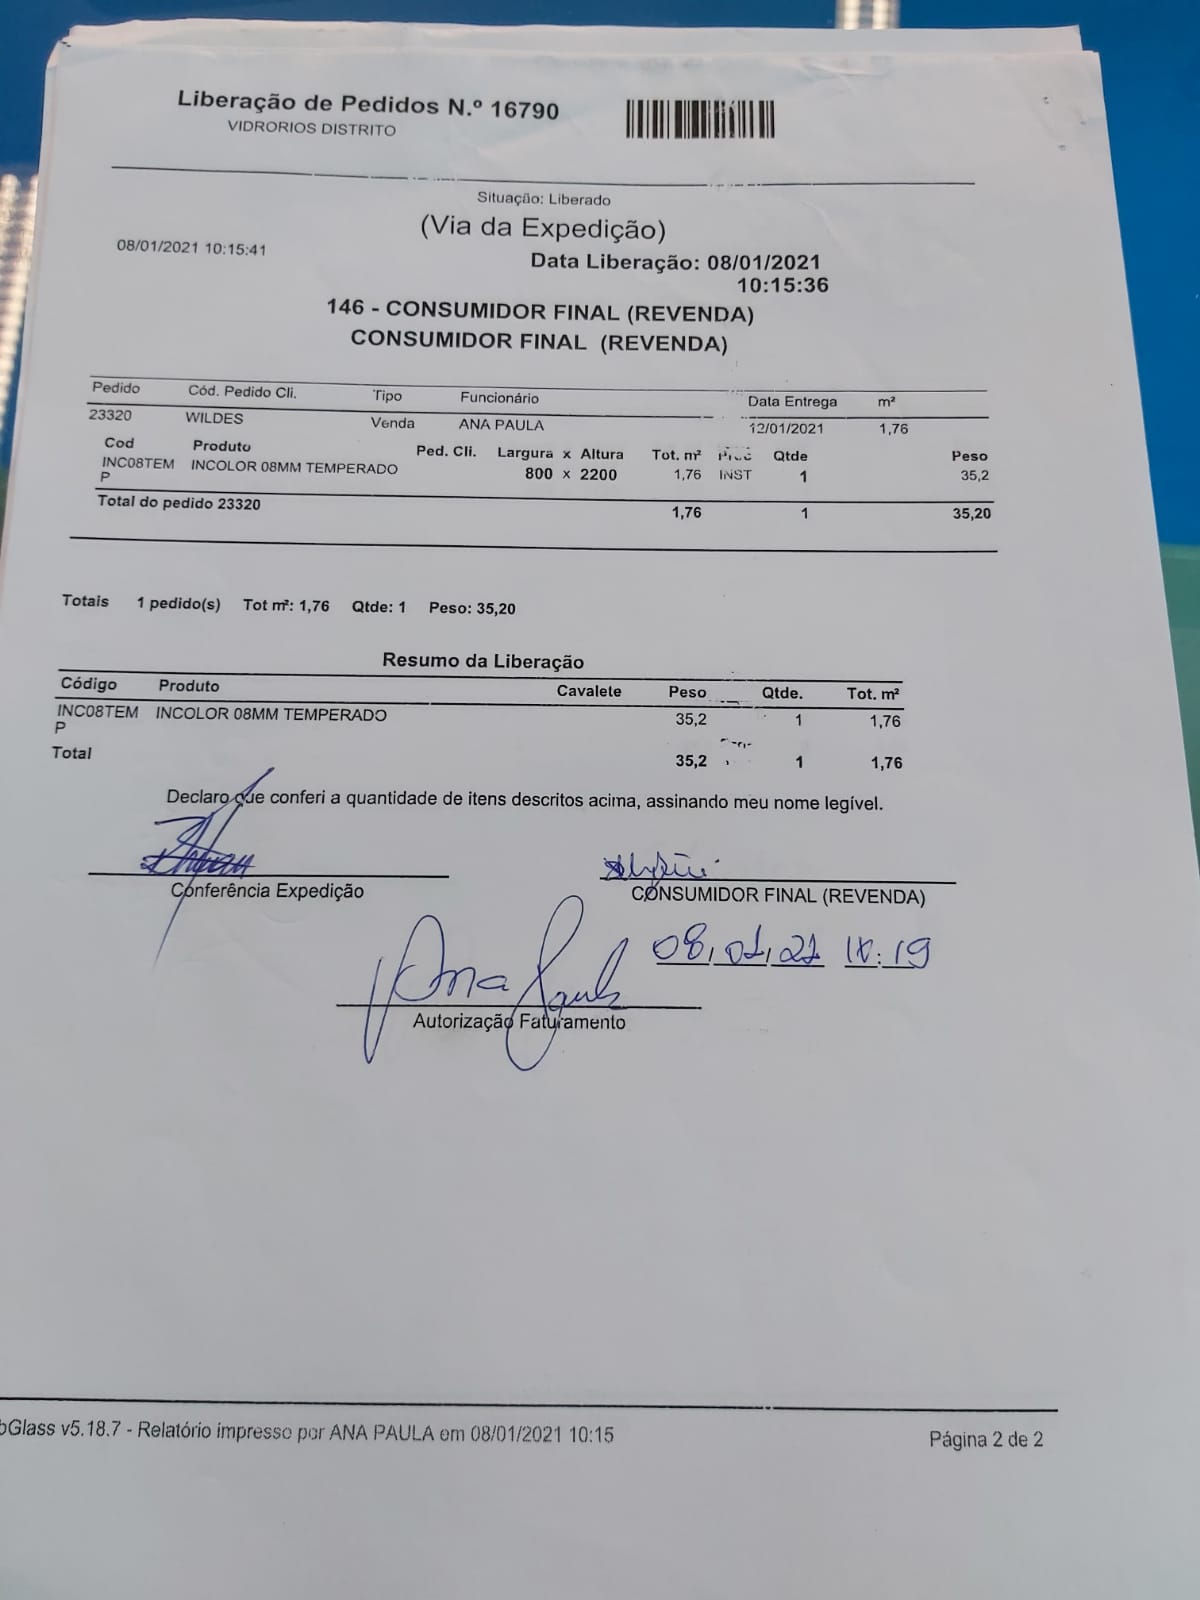 Liberação de Pedidos N.º 16790
VIDRORIOS DISTRITO
Situação: Liberado
(Via da Expedição)
08/01/2021 10:15:41
Data Liberação: 08/01/2021
10:15:36
146 - CONSUMIDOR FINAL (REVENDA)
CONSUMIDOR FINAL (REVENDA)
Pedido Cód. Pedido Cli. Tipo Funcionário Data Entrega m²
23320 WILDES Venda ANA PAULA 12/01/2021 1,76
Cod Produto Ped. Cli. Largura x Altura Tot. m² Proc Qtde Peso
INC08TEM INCOLOR 08MM TEMPERADO 800 x 2200 1,76 INST 1 35,2
P
Total do pedido 23320 1,76 1 35,20
Totais 1 pedido(s) Tot m²: 1,76 Qtde: 1 Peso: 35,20
Resumo da Liberação
Código Produto Cavalete Peso Qtde. Tot. m²
INC08TEM INCOLOR 08MM TEMPERADO 35,2 1 1,76
P
Total 35,2 1 1,76
Declaro que conferi a quantidade de itens descritos acima, assinando meu nome legível.
Conferência Expedição
CONSUMIDOR FINAL (REVENDA)
Ana Paula
Autorização Faturamento
bGlass v5.18.7 - Relatório impresso por ANA PAULA em 08/01/2021 10:15
Página 2 de 2